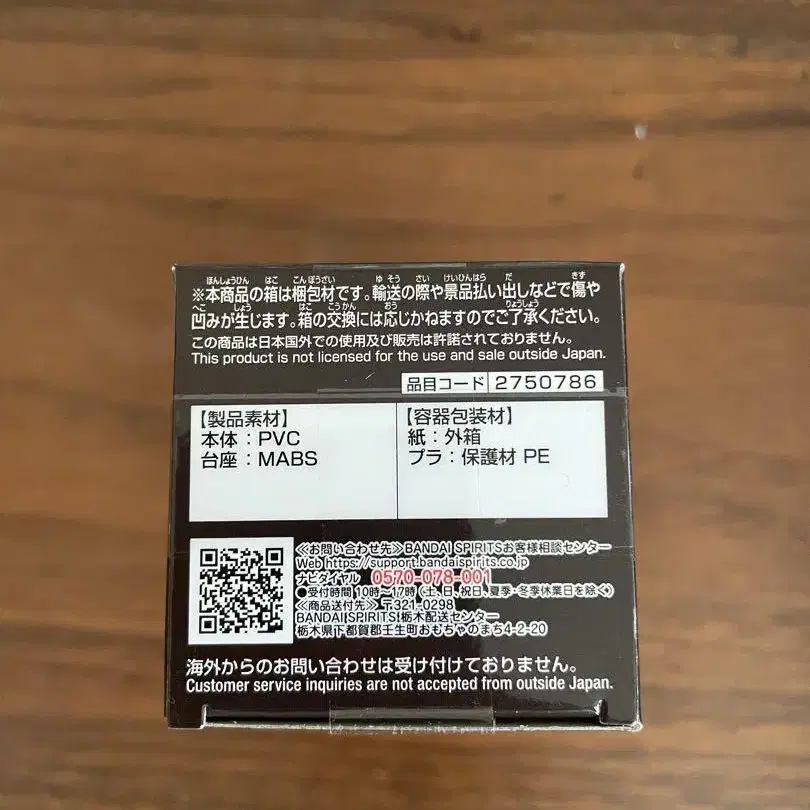 ※本商品の箱は梱包材です。輸送の際や景品払い出しなどで傷や
凹みが生じます。箱の交換には応じかねますのでご了承ください。
この商品は日本国外での使用及び販売は許諾されておりません。
This product is not licensed for the use and sale outside Japan.
品目コード 2750786
【製品素材】
本体：PVC
台座：MABS
【容器包装材】
紙：外箱
プラ：保護材 PE
≪お問い合わせ先≫BANDAI SPIRITSお客様相談センター
Web https://support.bandaispirits.co.jp
ナビダイヤル 0570-078-001
●受付時間 10時〜17時（土、日、祝日、夏季・冬季休業日を除く）
≪商品送付先≫〒321-0298
BANDAI SPIRITS 栃木配送センター
栃木県下都賀郡壬生町おもちゃのまち4-2-20
海外からのお問い合わせは受け付けておりません。
Customer service inquiries are not accepted from outside Japan.